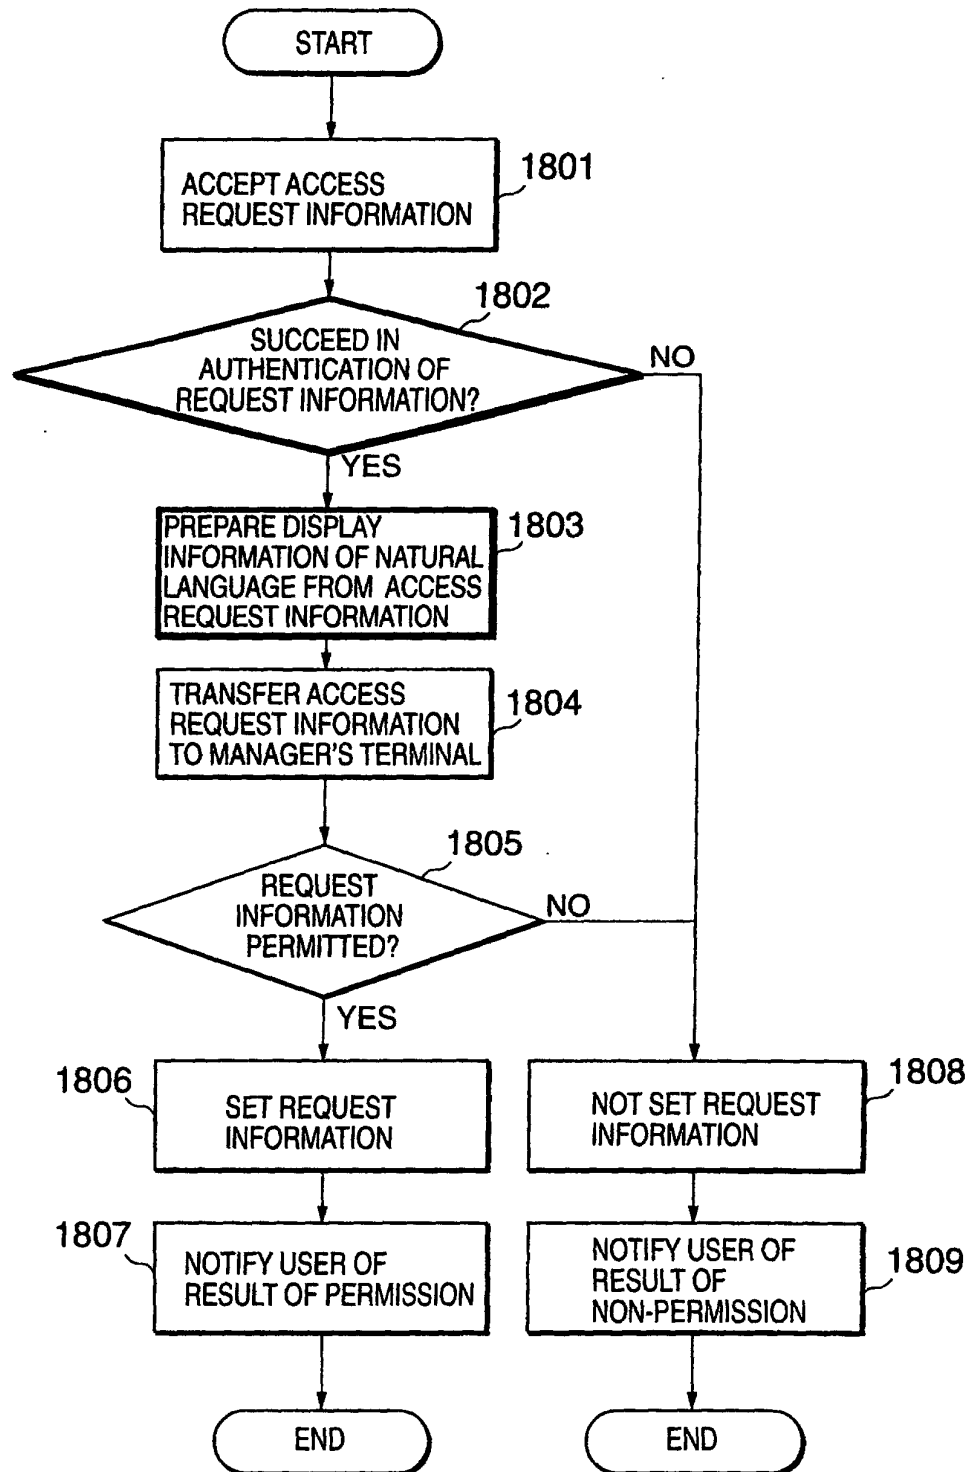 START
1801
ACCEPT ACCESS
REQUEST INFORMATION
1802
SUCCEED IN
AUTHENTICATION OF
REQUEST INFORMATION?
NO
YES
1803
PREPARE DISPLAY
INFORMATION OF NATURAL
LANGUAGE FROM ACCESS
REQUEST INFORMATION
1804
TRANSFER ACCESS
REQUEST INFORMATION
TO MANAGER'S TERMINAL
1805
REQUEST
INFORMATION
PERMITTED?
NO
YES
1806
SET REQUEST
INFORMATION
1808
NOT SET REQUEST
INFORMATION
1807
NOTIFY USER OF
RESULT OF PERMISSION
1809
NOTIFY USER OF
RESULT OF
NON-PERMISSION
END
END